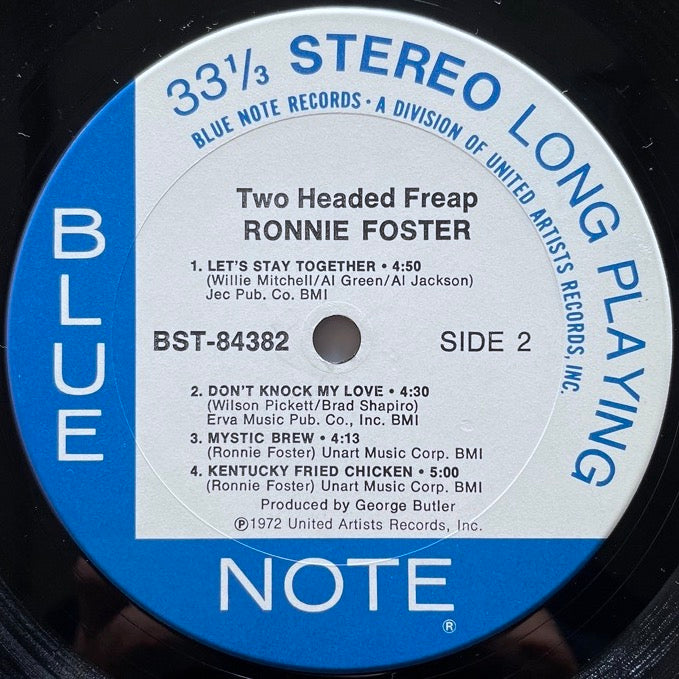 33 1/3 STEREO LONG PLAYING
BLUE NOTE RECORDS • A DIVISION OF UNITED ARTISTS RECORDS, INC.
BLUE
Two Headed Freap
RONNIE FOSTER
1. LET'S STAY TOGETHER • 4:50
(Willie Mitchell/Al Green/Al Jackson)
Jec Pub. Co. BMI
BST-84382 SIDE 2
2. DON'T KNOCK MY LOVE • 4:30
(Wilson Pickett/Brad Shapiro)
Erva Music Pub. Co., Inc. BMI
3. MYSTIC BREW • 4:13
(Ronnie Foster) Unart Music Corp. BMI
4. KENTUCKY FRIED CHICKEN • 5:00
(Ronnie Foster) Unart Music Corp. BMI
Produced by George Butler
℗1972 United Artists Records, Inc.
NOTE®